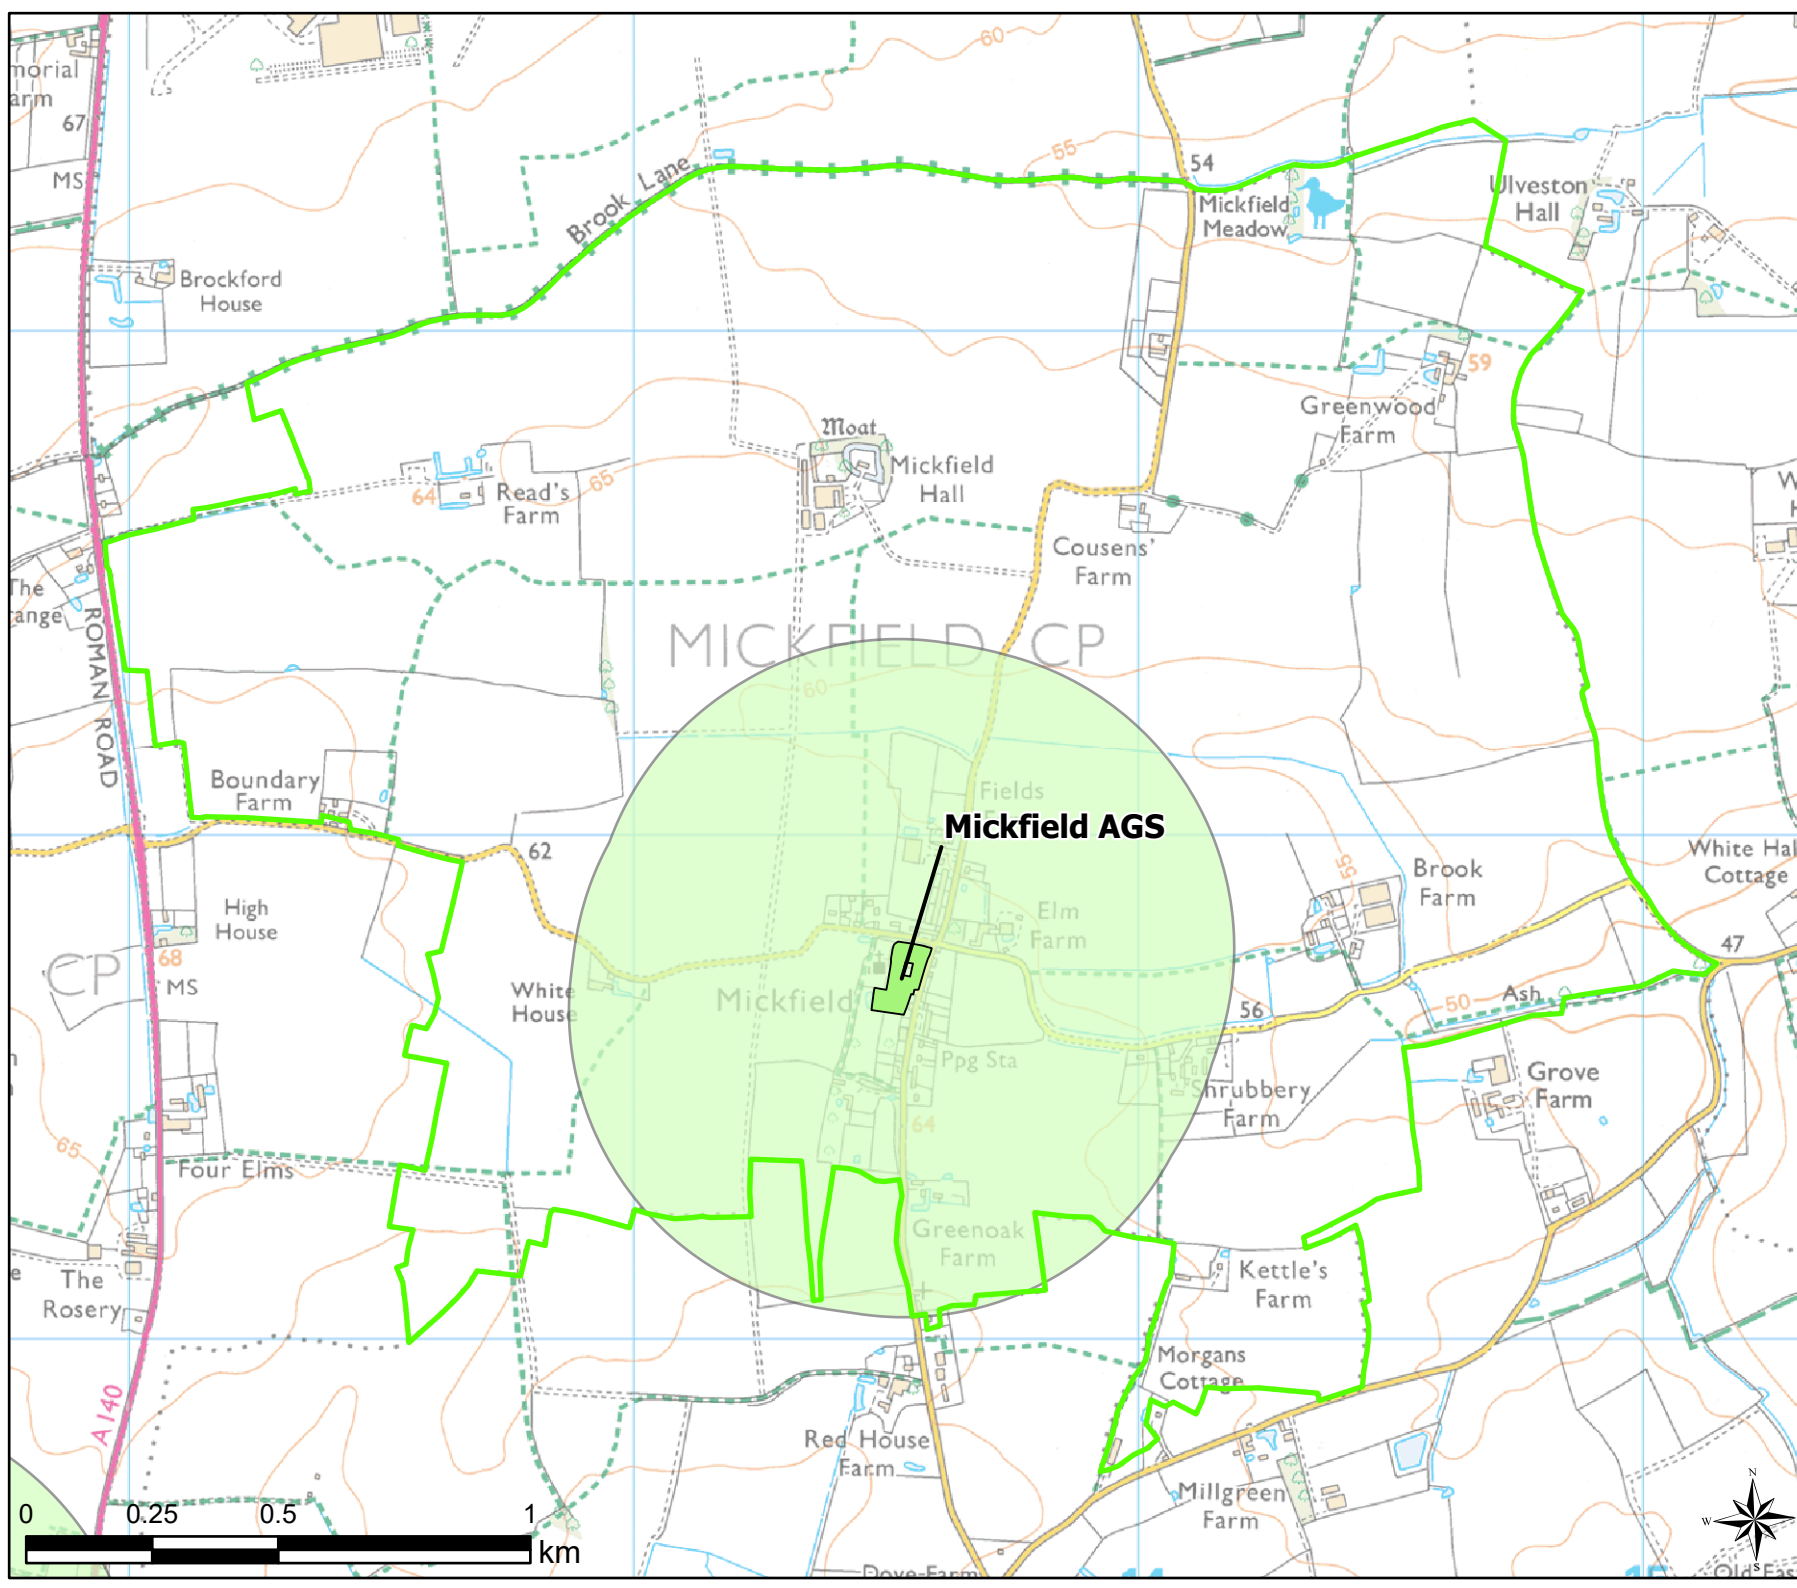 60
morial
arm
67
MS
Brook Lane
55
54
Mickfield
Meadow
Ulveston
Hall
Brockford
House
59
Greenwood
Farm
Moat
Mickfield
Hall
64
Read's
Farm
65
Cousens'
Farm
The
range
ROMAN ROAD
MICKFIELD CP
60
Boundary
Farm
Fields
Mickfield AGS
62
55
Brook
Farm
White Hal
Cottage
High
House
Elm
Farm
CP
68
MS
47
White
House
Mickfield
56
50
Ash
Ppg Sta
Shrubbery
Farm
Grove
Farm
64
65
Four Elms
Greenoak
Farm
The
Rosery
Kettle's
Farm
Morgans
Cottage
A 140
Red House
Farm
Millgreen
Farm
0 0.25 0.5 1
km
N
W
S
Dove Farm